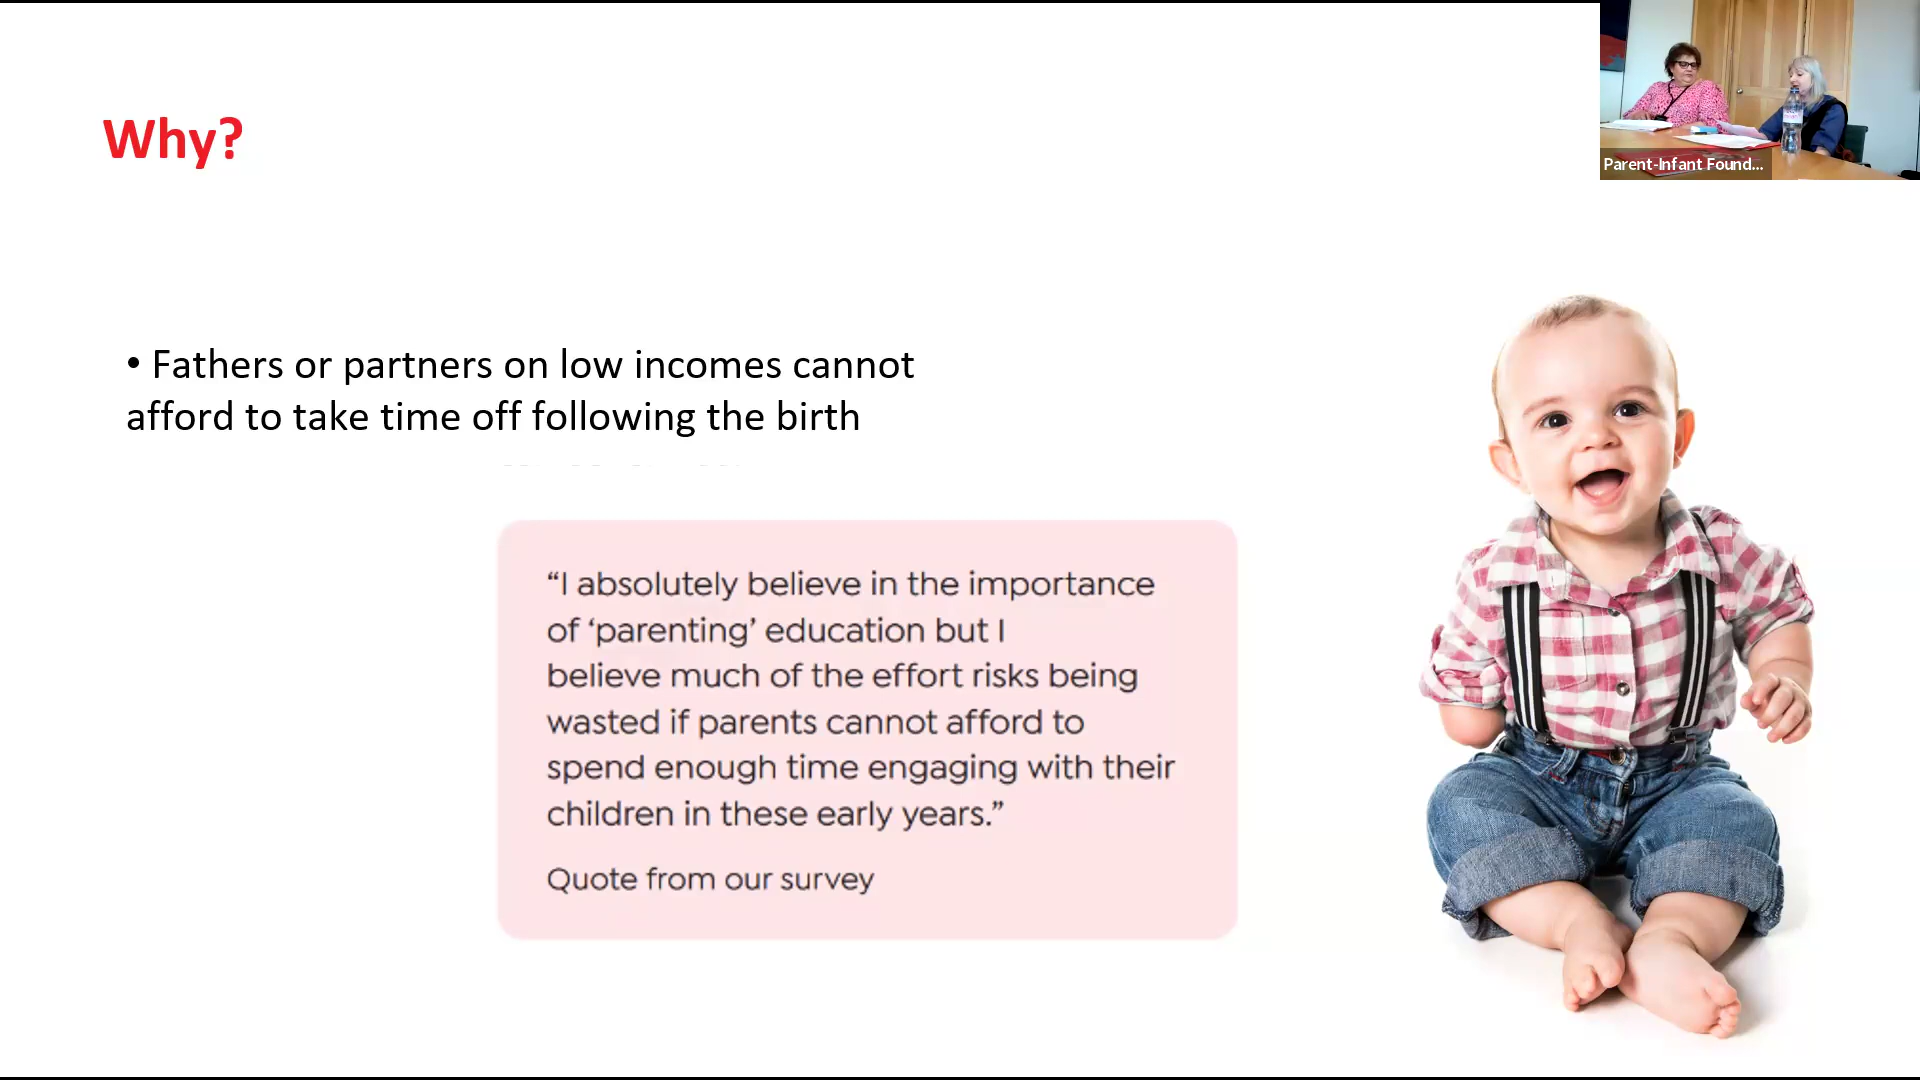 Why?
Parent-Infant Found...
• Fathers or partners on low incomes cannot
afford to take time off following the birth
“I absolutely believe in the importance
of ‘parenting’ education but I
believe much of the effort risks being
wasted if parents cannot afford to
spend enough time engaging with their
children in these early years.”
Quote from our survey